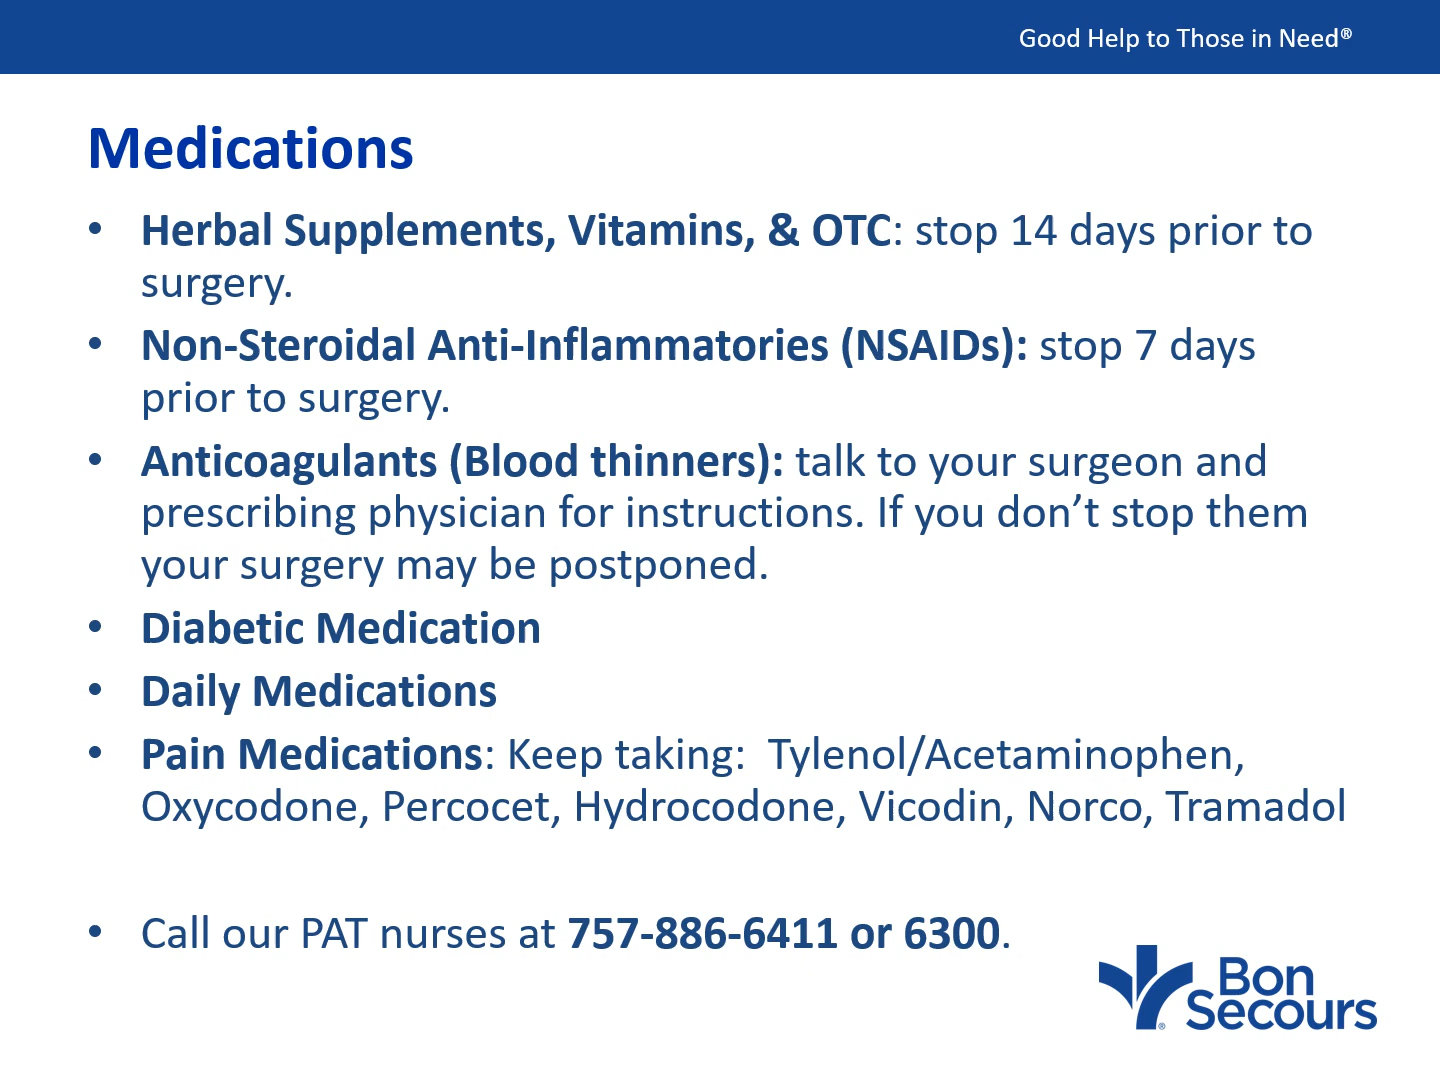 Good Help to Those in Need®
Medications
• Herbal Supplements, Vitamins, & OTC: stop 14 days prior to
surgery.
• Non-Steroidal Anti-Inflammatories (NSAIDs): stop 7 days
prior to surgery.
• Anticoagulants (Blood thinners): talk to your surgeon and
prescribing physician for instructions. If you don’t stop them
your surgery may be postponed.
• Diabetic Medication
• Daily Medications
• Pain Medications: Keep taking:  Tylenol/Acetaminophen,
Oxycodone, Percocet, Hydrocodone, Vicodin, Norco, Tramadol
• Call our PAT nurses at 757-886-6411 or 6300.
Bon
Secours
®